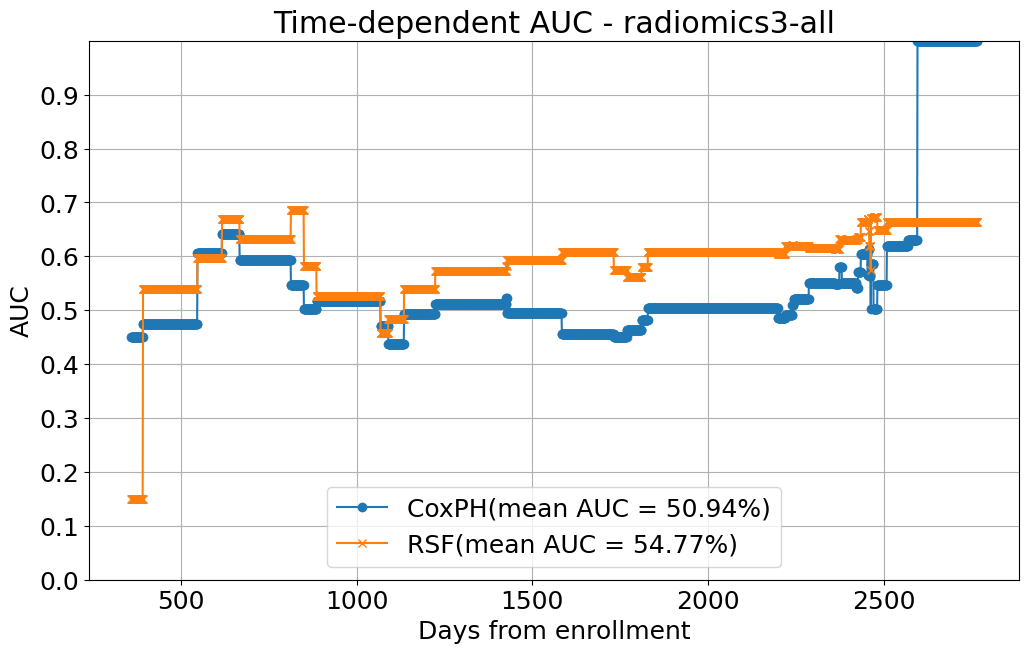 Time-dependent AUC - radiomics3-all
AUC
0.9
0.8
0.7
0.6
0.5
0.4
0.3
0.2
0.1
0.0
CoxPH(mean AUC = 50.94%)
RSF(mean AUC = 54.77%)
500 1000 1500 2000 2500
Days from enrollment